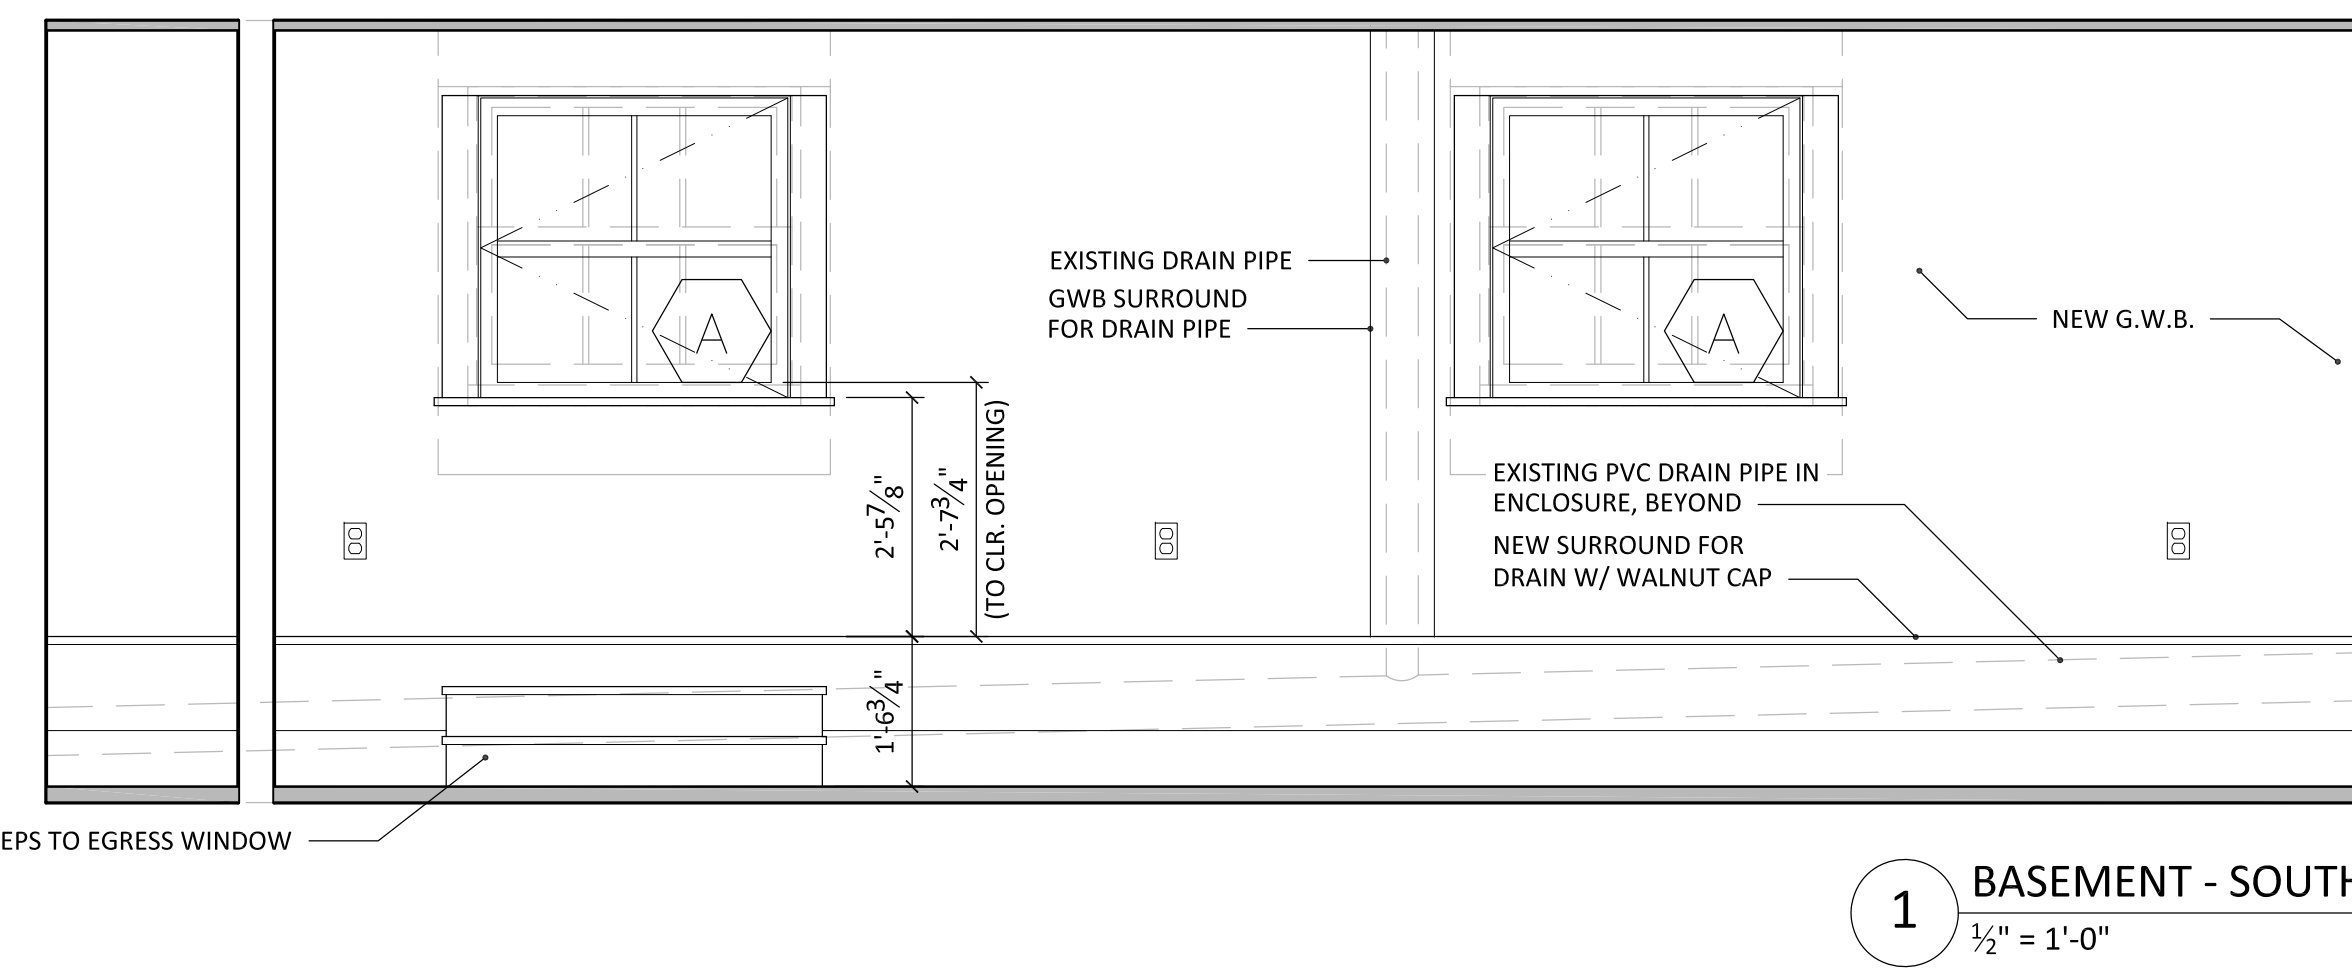 EXISTING DRAIN PIPE
GWB SURROUND
FOR DRAIN PIPE
A
A
NEW G.W.B.
2'-5⅞"
2'-7¾"
(TO CLR. OPENING)
EXISTING PVC DRAIN PIPE IN
ENCLOSURE, BEYOND
NEW SURROUND FOR
DRAIN W/ WALNUT CAP
1'-6¾"
EPS TO EGRESS WINDOW
1
BASEMENT - SOUTH
½" = 1'-0"